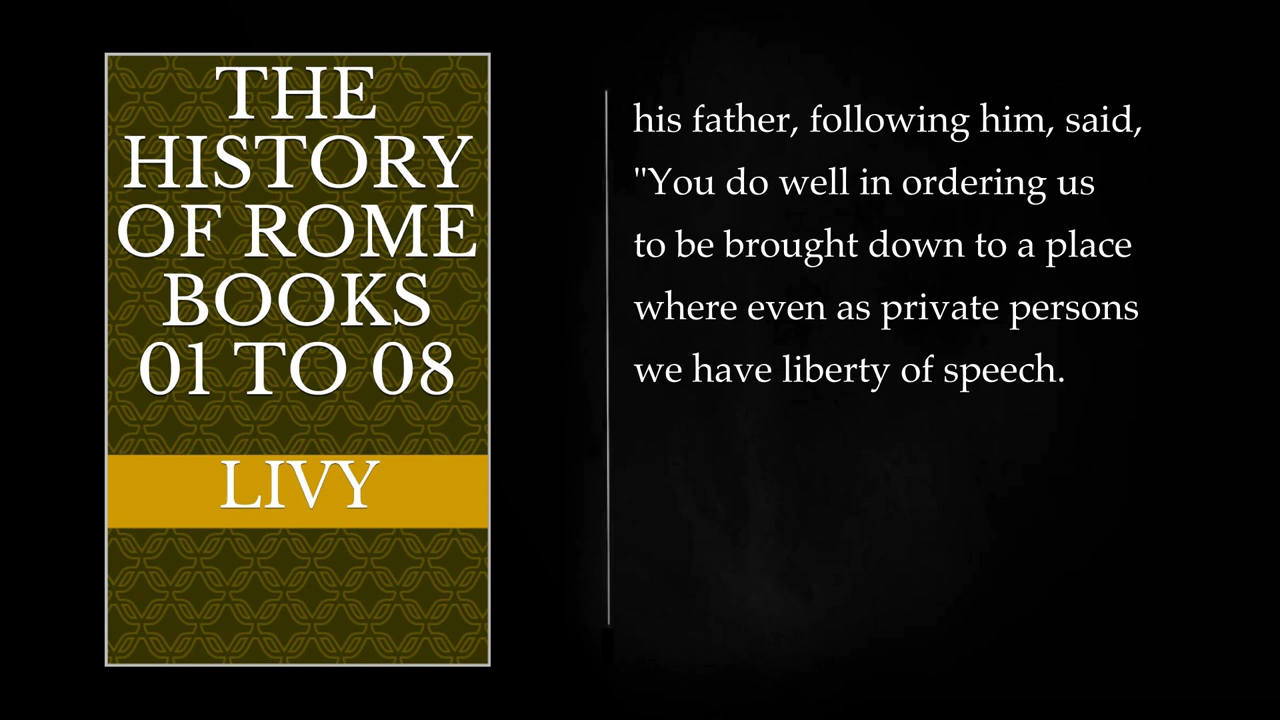 THE
HISTORY
OF ROME
BOOKS
01 TO 08
LIVY
his father, following him, said,
"You do well in ordering us
to be brought down to a place
where even as private persons
we have liberty of speech.